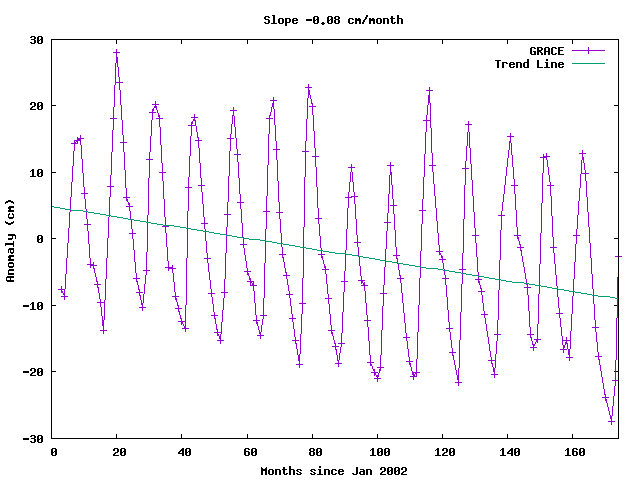 Slope -0.08 cm/month
GRACE
Trend Line
30
20
10
0
-10
-20
-30
Anomaly (cm)
0 20 40 60 80 100 120 140 160
Months since Jan 2002